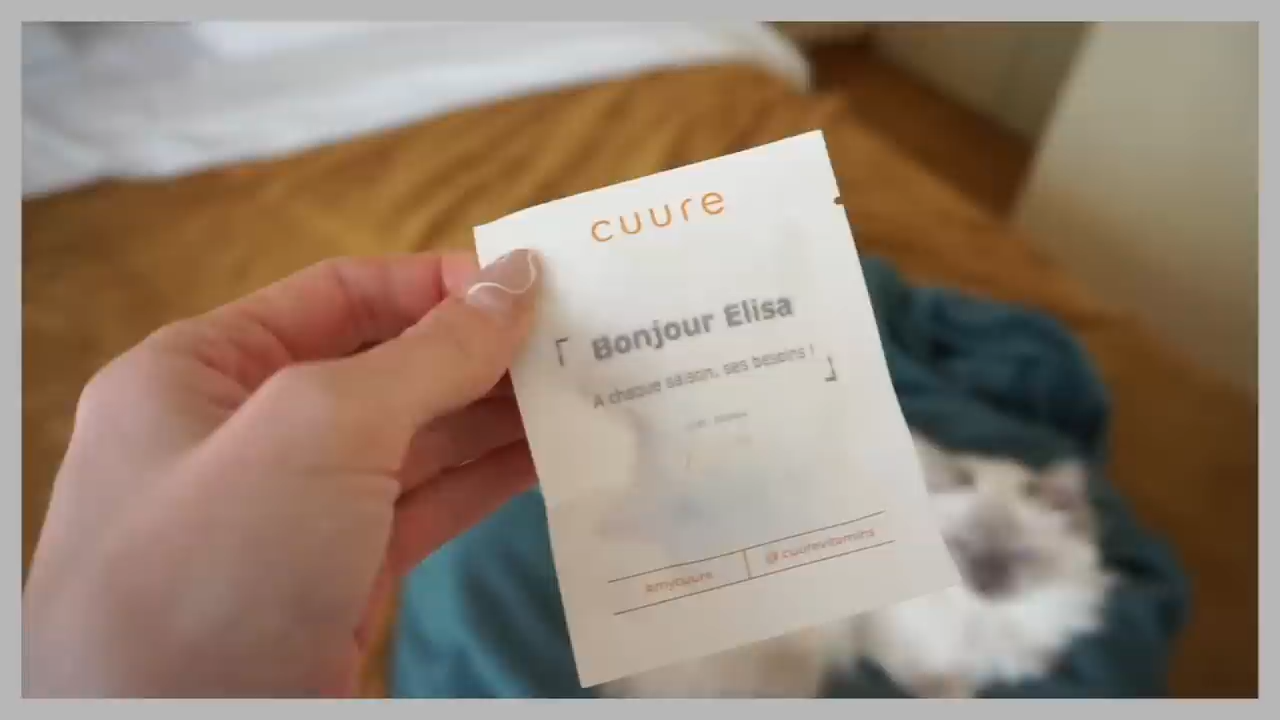 cuure
Bonjour Elisa
A chaque saison, ses besoins !
#mycuure
@cuurevitamins